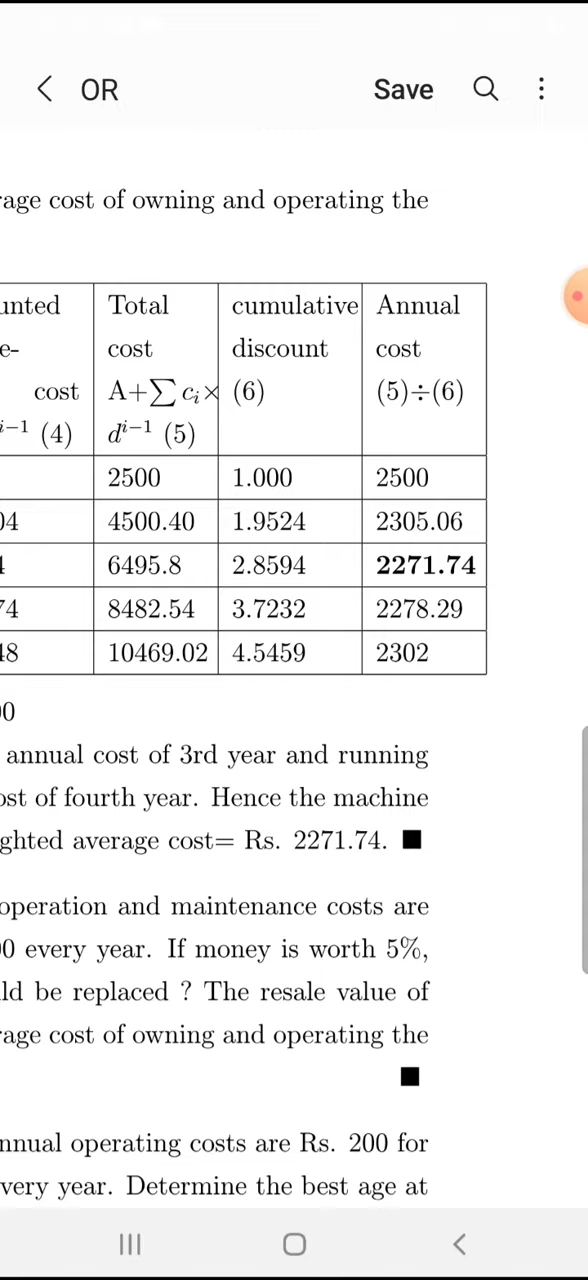 OR Save
rage cost of owning and operating the
unted Total cumulative Annual
e- cost discount cost
cost A+∑ cᵢ× (6) (5)÷(6)
i−1 (4) dⁱ⁻¹ (5)
2500 1.000 2500
04 4500.40 1.9524 2305.06
4 6495.8 2.8594 2271.74
74 8482.54 3.7232 2278.29
48 10469.02 4.5459 2302
00
annual cost of 3rd year and running
ost of fourth year. Hence the machine
ghted average cost= Rs. 2271.74. ■
operation and maintenance costs are
00 every year. If money is worth 5%,
ld be replaced ? The resale value of
rage cost of owning and operating the
■
nnual operating costs are Rs. 200 for
very year. Determine the best age at